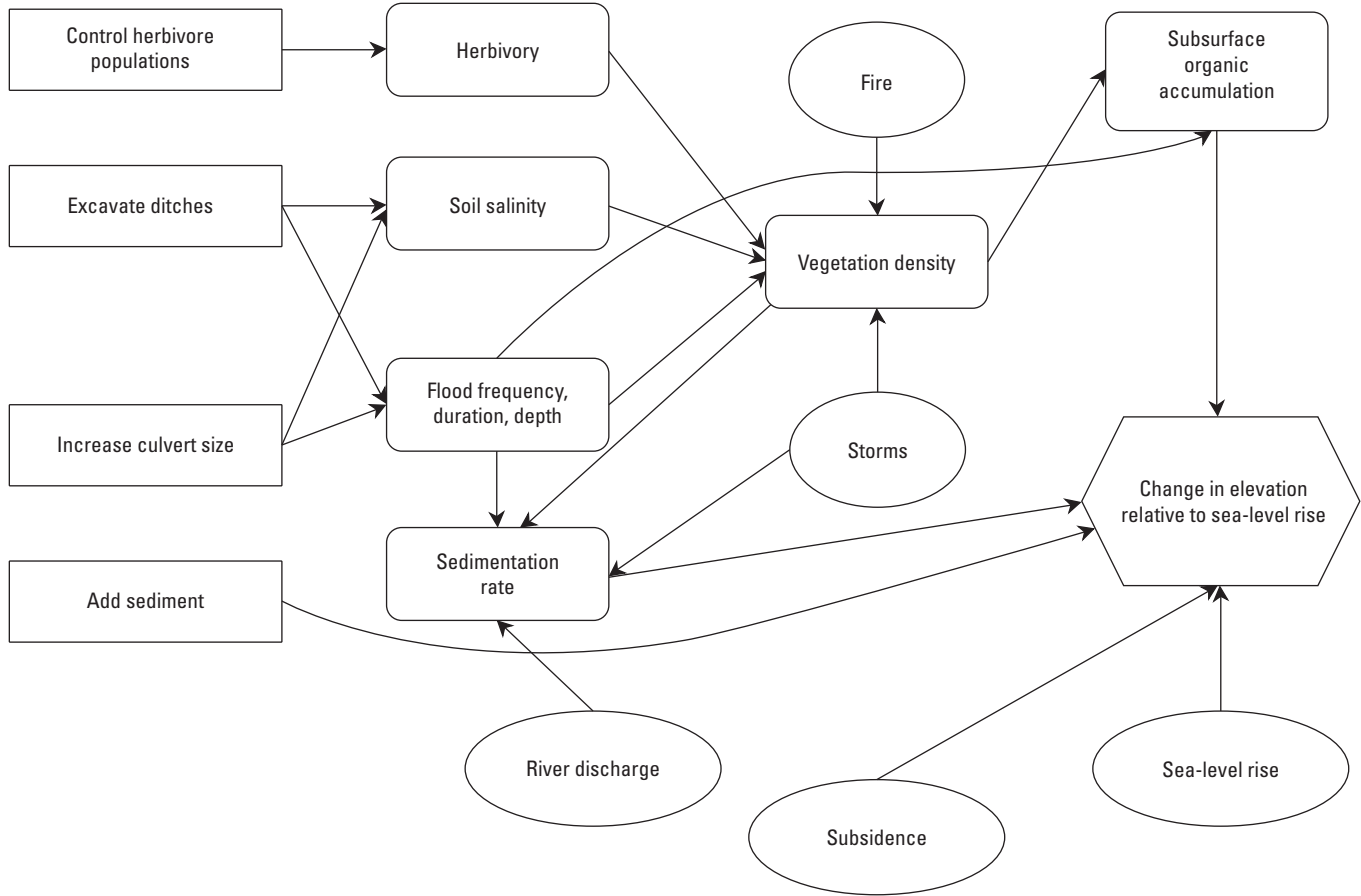 Control herbivore
populations
Herbivory
Fire
Subsurface
organic
accumulation
Excavate ditches
Soil salinity
Vegetation density
Flood frequency,
duration, depth
Increase culvert size
Storms
Change in elevation
relative to sea-level rise
Add sediment
Sedimentation
rate
River discharge
Subsidence
Sea-level rise